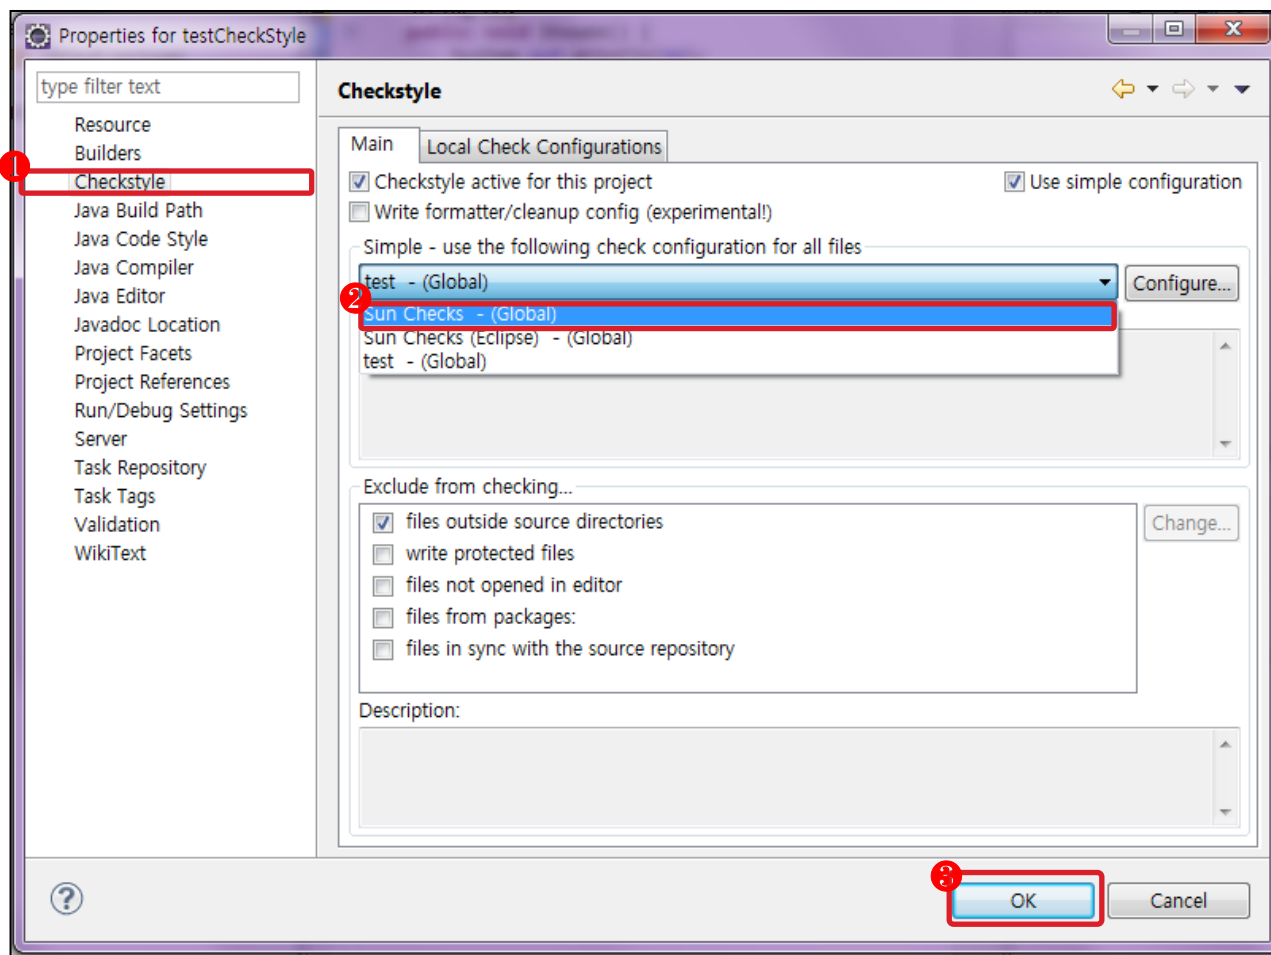 Properties for testCheckStyle
type filter text
Resource
Builders
1
Checkstyle
Java Build Path
Java Code Style
Java Compiler
Java Editor
Javadoc Location
Project Facets
Project References
Run/Debug Settings
Server
Task Repository
Task Tags
Validation
WikiText
Checkstyle
Main
Local Check Configurations
Checkstyle active for this project
Use simple configuration
Write formatter/cleanup config (experimental!)
Simple - use the following check configuration for all files
test - (Global)
Configure...
2
Sun Checks - (Global)
Sun Checks (Eclipse) - (Global)
test - (Global)
Exclude from checking...
files outside source directories
Change...
write protected files
files not opened in editor
files from packages:
files in sync with the source repository
Description:
3
OK
Cancel